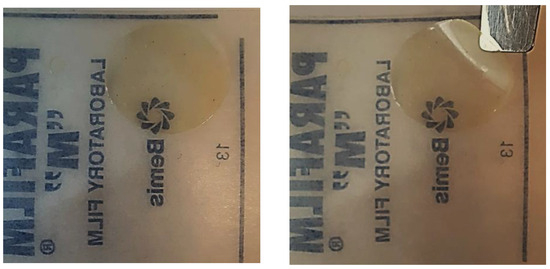 PARAFILM®
"M"
LABORATORY FILM
Bemis
13
PARAFILM®
"M"
LABORATORY FILM
Bemis
13